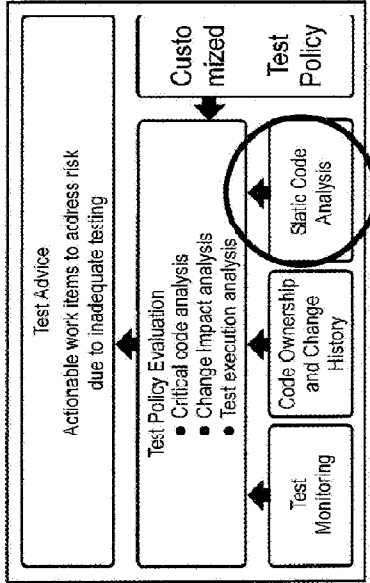 Test Advice
Actionable work items to address risk
due to inadequate testing
Test Policy Evaluation
● Critical code analysis
● Change Impact analysis
● Test execution analysis
Custo
mized
Test
Policy
Test
Monitoring
Code Ownership
and Change
History
Static Code
Analysis